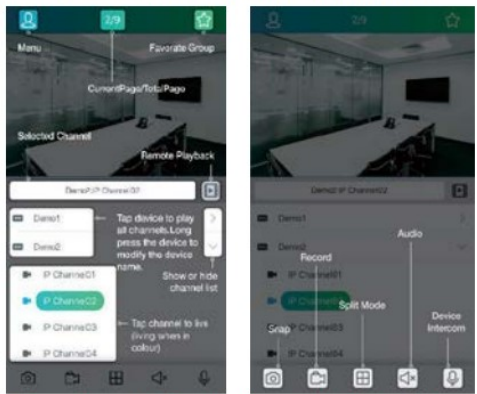 2/9
Menu
Favorate Group
CurrentPage/TotalPage
Selected Channel
Remote Playback
Demo2:IP Channel02
Demo1
Tap device to play
all channels.Long
press the device to
modify the device
name.
Demo2
Show or hide
channel list
IP Channel01
IP Channel02
IP Channel03
Tap channel to live
(living when in
colour)
IP Channel04
2/9
Demo2:IP Channel02
Demo1
Audio
Demo2
Record
IP Channel01
Split Mode
IP Channel03
Device
Intercom
Snap
IP Channel04